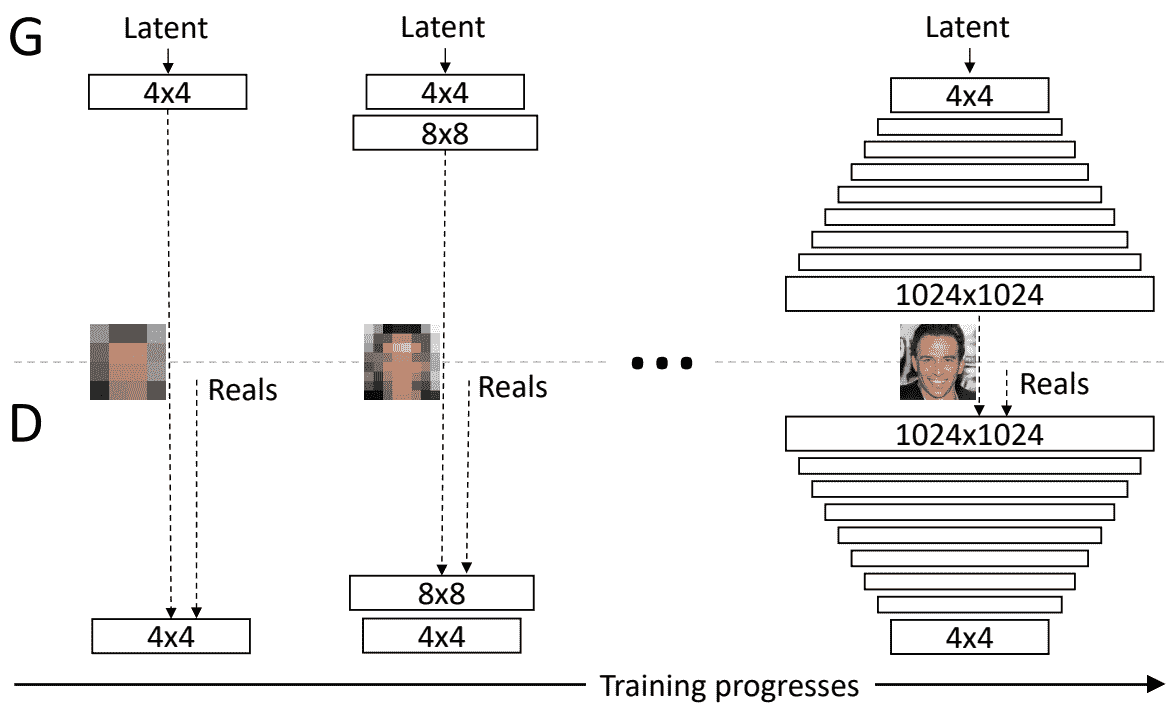 G
Latent
Latent
Latent
4x4
4x4
4x4
8x8
1024x1024
Reals
Reals
Reals
D
1024x1024
8x8
4x4
4x4
4x4
Training progresses